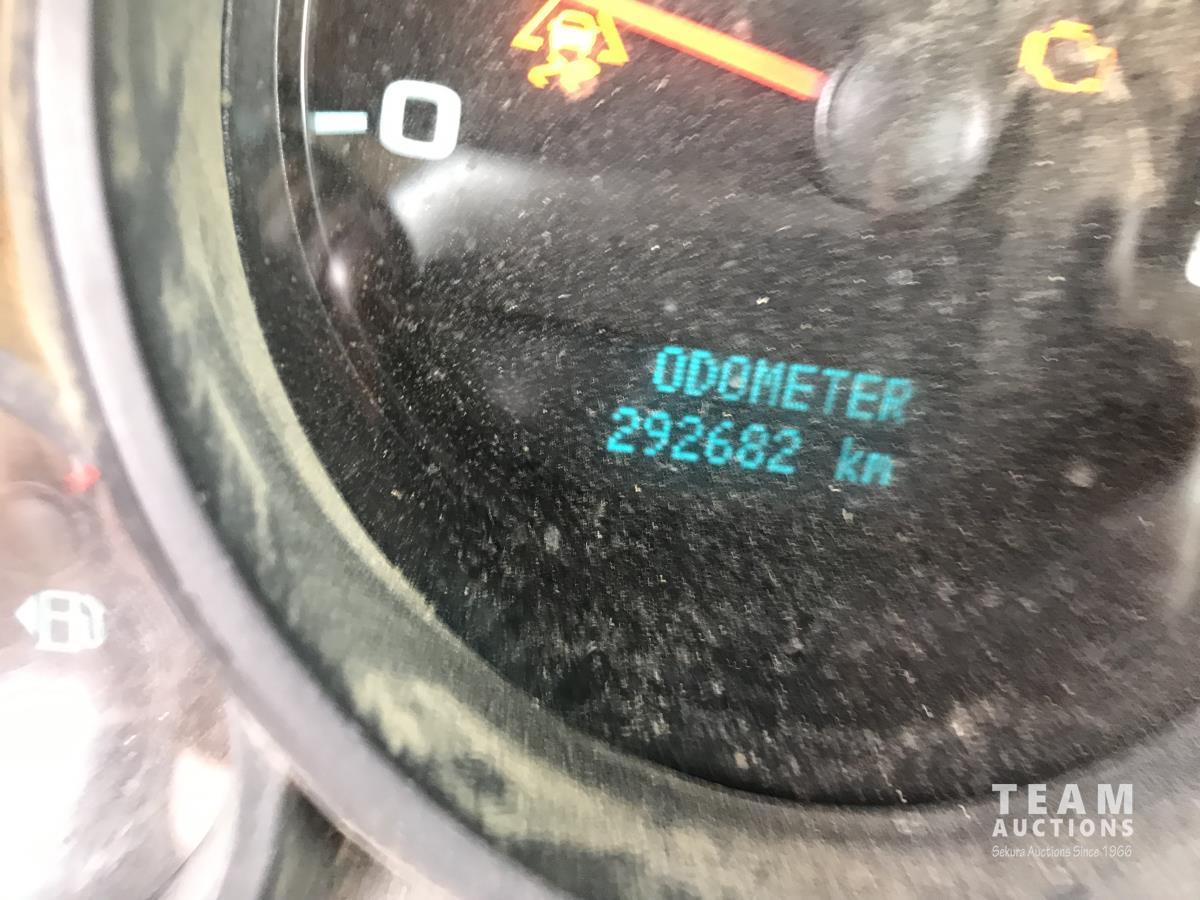 0
ODOMETER
292682 km
TEAM
AUCTIONS
Sekura Auctions Since 1966